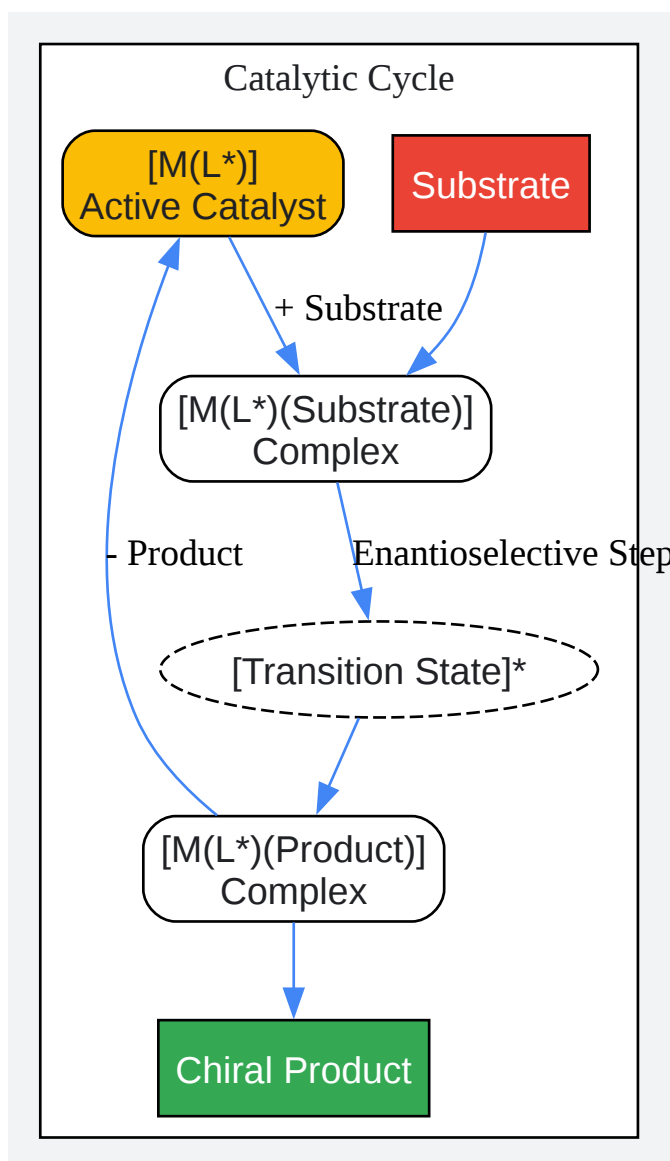 Catalytic Cycle
[M(L*)]
Active Catalyst
Substrate
+ Substrate
[M(L*)(Substrate)]
Complex
- Product
Enantioselective Step
[Transition State]*
[M(L*)(Product)]
Complex
Chiral Product